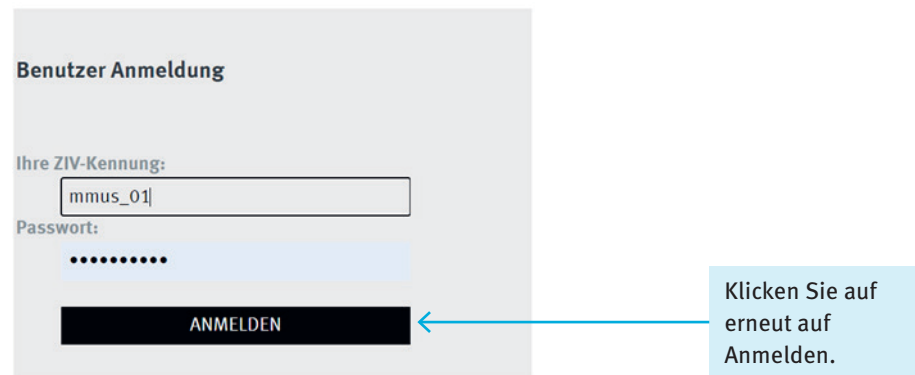 Benutzer Anmeldung
Ihre ZIV-Kennung:
mmus_01
Passwort:
••••••••••
ANMELDEN
Klicken Sie auf
erneut auf
Anmelden.